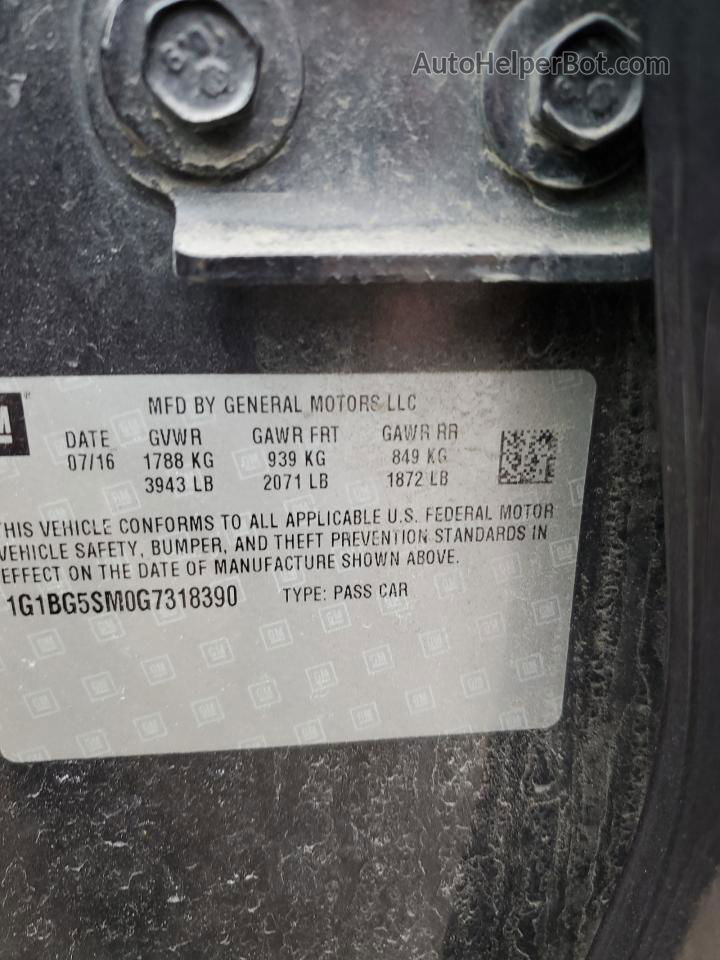 AutoHelperBot.com
MFD BY GENERAL MOTORS LLC
DATE GVWR GAWR FRT GAWR RR
07/16 1788 KG 939 KG 849 KG
3943 LB 2071 LB 1872 LB
THIS VEHICLE CONFORMS TO ALL APPLICABLE U.S. FEDERAL MOTOR
VEHICLE SAFETY, BUMPER, AND THEFT PREVENTION STANDARDS IN
EFFECT ON THE DATE OF MANUFACTURE SHOWN ABOVE.
1G1BG5SM0G7318390 TYPE: PASS CAR